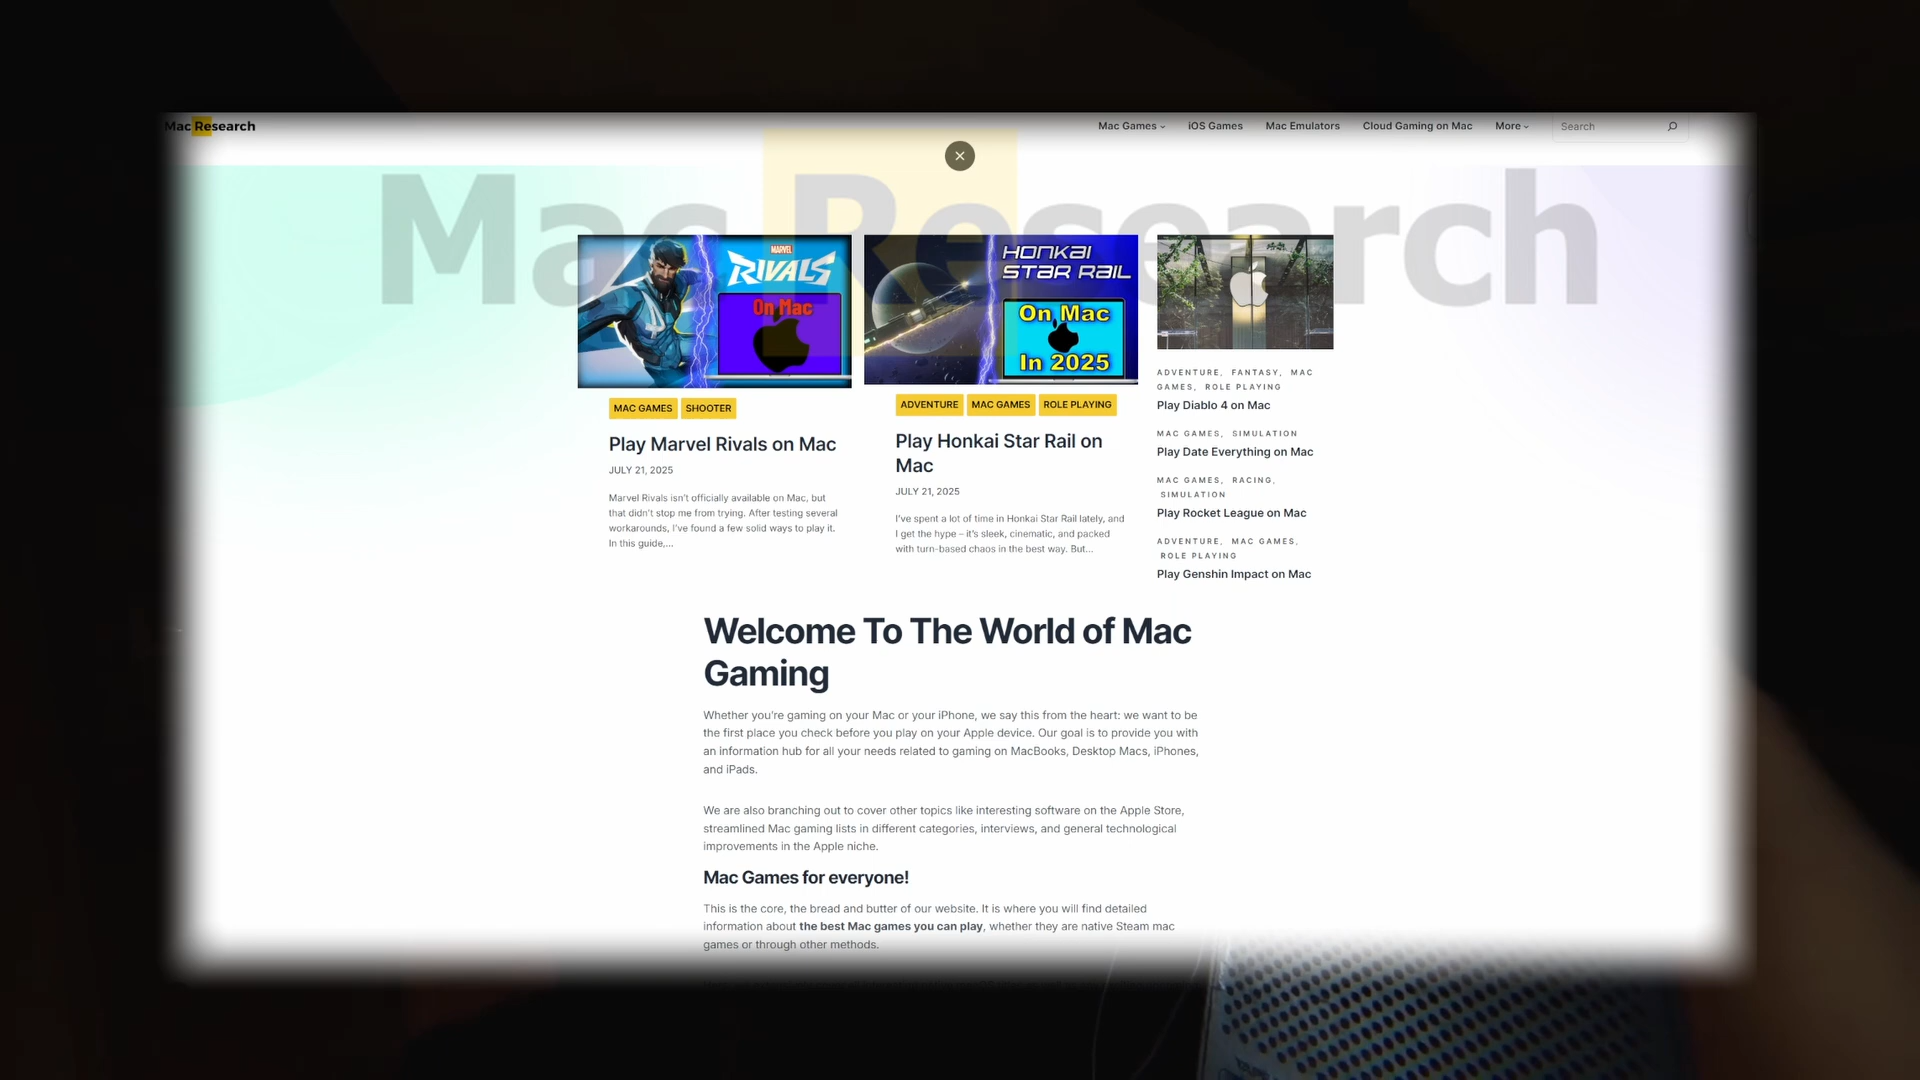 Mac Research
Mac Games
iOS Games
Mac Emulators
Cloud Gaming on Mac
More
Search
Mac Research
MARVEL
RIVALS
On Mac
MAC GAMES
SHOOTER
Play Marvel Rivals on Mac
JULY 21, 2025
Marvel Rivals isn't officially available on Mac, but
that didn't stop me from trying. After testing several
workarounds, I've found a few solid ways to play it.
In this guide,...
HONKAI
STAR RAIL
On Mac
In 2025
ADVENTURE
MAC GAMES
ROLE PLAYING
Play Honkai Star Rail on
Mac
JULY 21, 2025
I've spent a lot of time in Honkai Star Rail lately, and
I get the hype – it's sleek, cinematic, and packed
with turn-based chaos in the best way. But...
ADVENTURE, FANTASY, MAC
GAMES, ROLE PLAYING
Play Diablo 4 on Mac
MAC GAMES, SIMULATION
Play Date Everything on Mac
MAC GAMES, RACING,
SIMULATION
Play Rocket League on Mac
ADVENTURE, MAC GAMES,
ROLE PLAYING
Play Genshin Impact on Mac
Welcome To The World of Mac
Gaming
Whether you're gaming on your Mac or your iPhone, we say this from the heart: we want to be
the first place you check before you play on your Apple device. Our goal is to provide you with
an information hub for all your needs related to gaming on MacBooks, Desktop Macs, iPhones,
and iPads.
We are also branching out to cover other topics like interesting software on the Apple Store,
streamlined Mac gaming lists in different categories, interviews, and general technological
improvements in the Apple niche.
Mac Games for everyone!
This is the core, the bread and butter of our website. It is where you will find detailed
information about the best Mac games you can play, whether they are native Steam mac
games or through other methods.